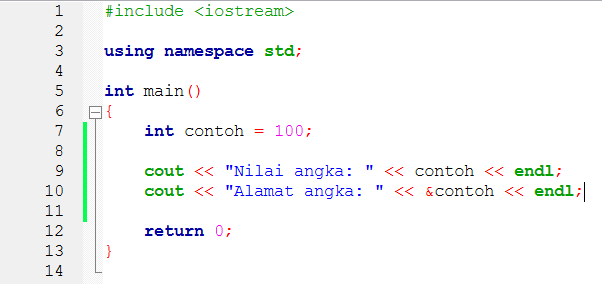 1 #include <iostream>
2
3 using namespace std;
4
5 int main()
6 {
7 int contoh = 100;
8
9 cout << "Nilai angka: " << contoh << endl;
10 cout << "Alamat angka: " << &contoh << endl;
11
12 return 0;
13 }
14